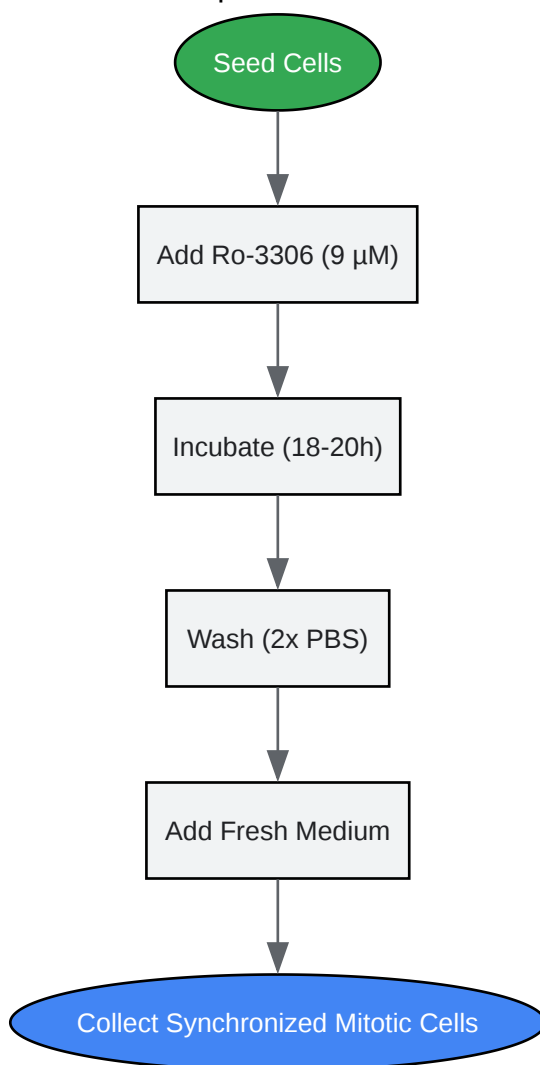 Seed Cells
Add Ro-3306 (9 µM)
Incubate (18-20h)
Wash (2x PBS)
Add Fresh Medium
Collect Synchronized Mitotic Cells